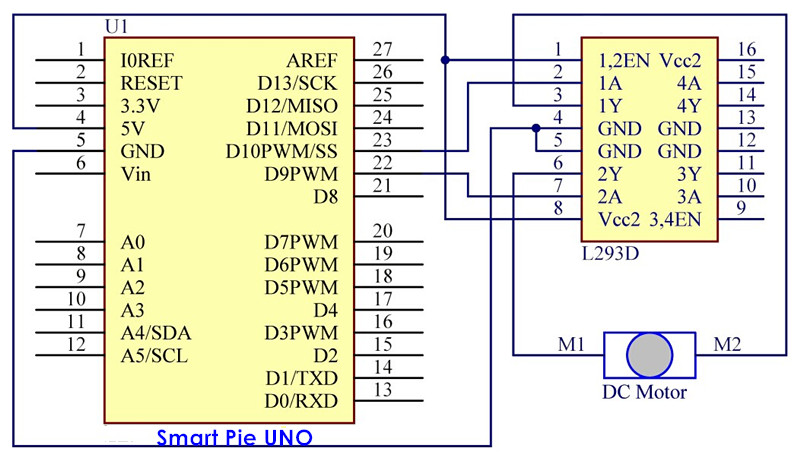 U1
1 I0REF AREF 27
2 RESET D13/SCK 26
3 3.3V D12/MISO 25
4 5V D11/MOSI 24
5 GND D10PWM/SS 23
6 Vin D9PWM 22
D8 21
7 A0 D7PWM 20
8 A1 D6PWM 19
9 A2 D5PWM 18
10 A3 D4 17
11 A4/SDA D3PWM 16
12 A5/SCL D2 15
D1/TXD 14
D0/RXD 13
Smart Pie UNO
1 1,2EN Vcc2 16
2 1A 4A 15
3 1Y 4Y 14
4 GND GND 13
5 GND GND 12
6 2Y 3Y 11
7 2A 3A 10
8 Vcc2 3,4EN 9
L293D
M1 M2
DC Motor